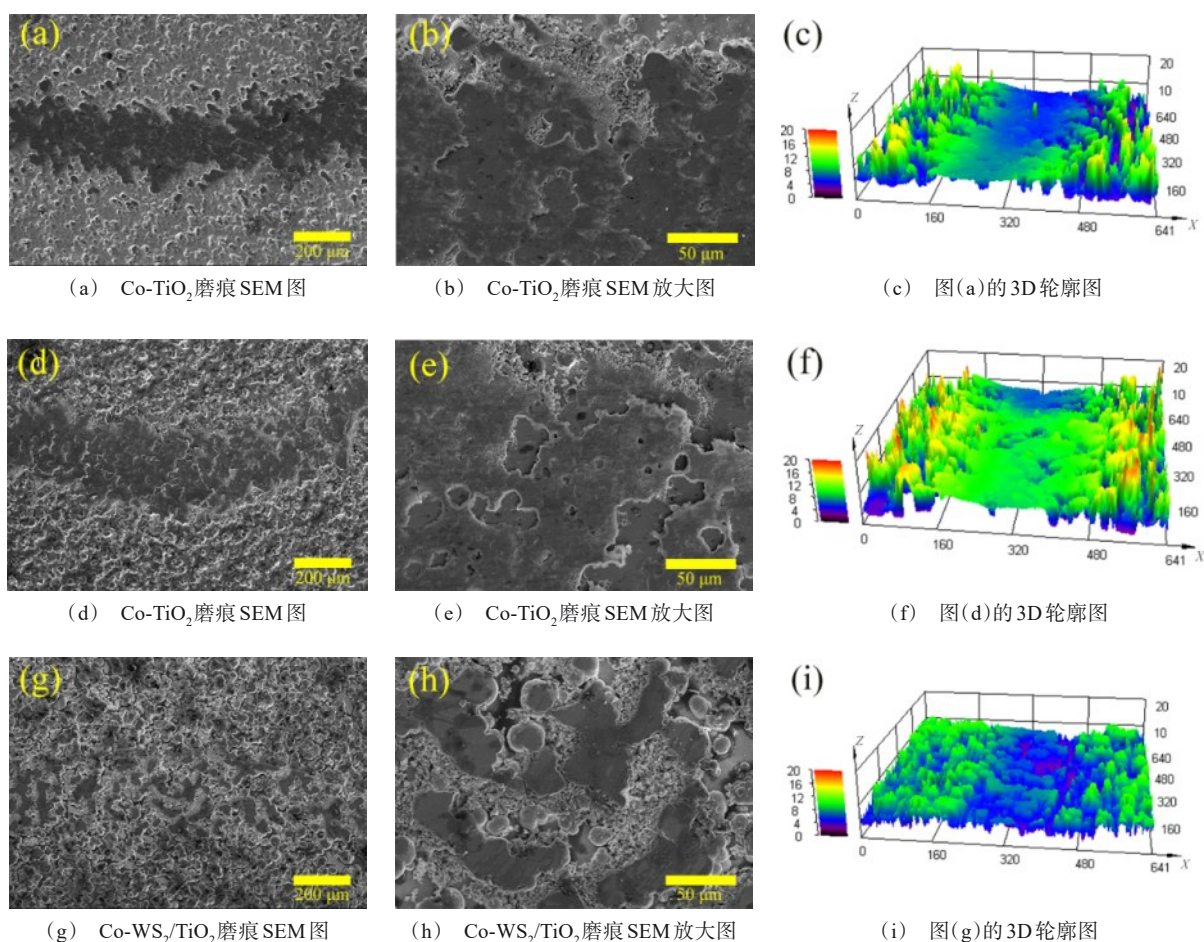 (a)
200 μm
(b)
50 μm
(c)
Z
20
10
640
480
320
160
20
16
12
8
4
0
0
160
320
480
641
X
(a) Co-TiO₂磨痕SEM图
(b) Co-TiO₂磨痕SEM放大图
(c) 图(a)的3D轮廓图
(d)
200 μm
(e)
50 μm
(f)
Z
20
10
640
480
320
160
20
16
12
8
4
0
0
160
320
480
641
X
(d) Co-TiO₂磨痕SEM图
(e) Co-TiO₂磨痕SEM放大图
(f) 图(d)的3D轮廓图
(g)
200 μm
(h)
50 μm
(i)
Z
20
10
640
480
320
160
20
16
12
8
4
0
0
160
320
480
641
X
(g) Co-WS₂/TiO₂磨痕SEM图
(h) Co-WS₂/TiO₂磨痕SEM放大图
(i) 图(g)的3D轮廓图